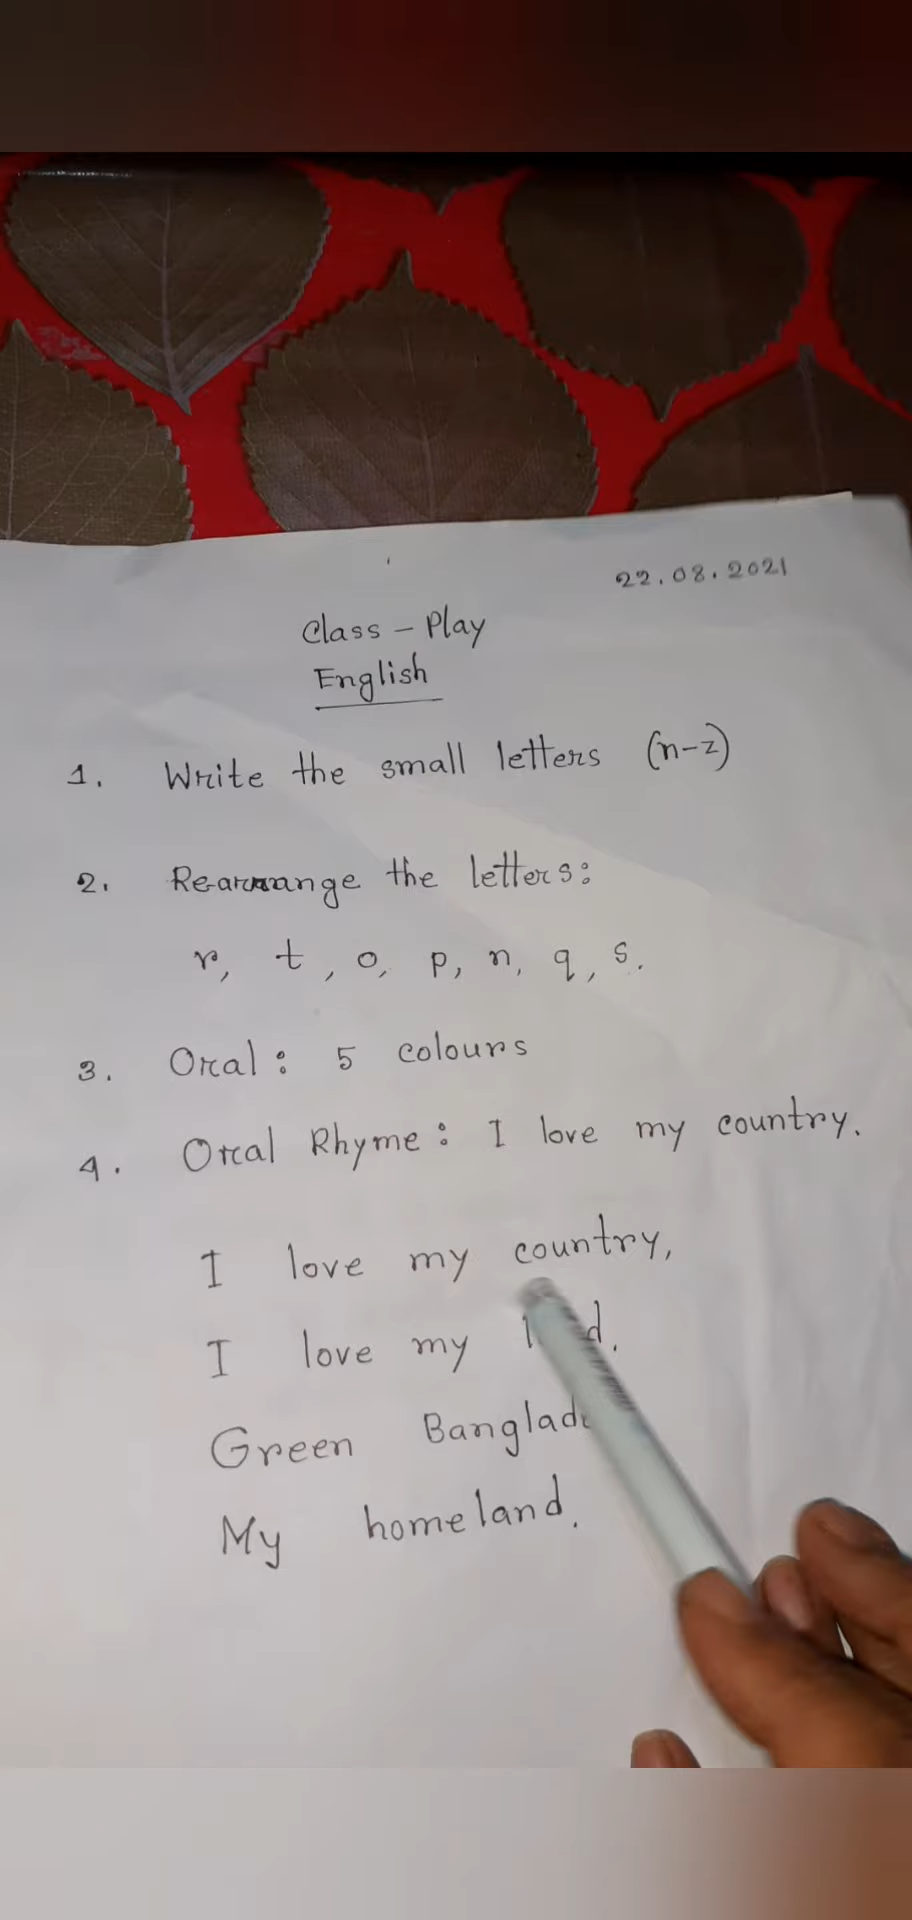 22.08.2021
Class - Play
English
1. Write the small letters (n-z)
2. Rearrange the letters:
r, t, o, p, n, q, s.
3. Oral: 5 colours
4. Oral Rhyme: I love my country.
I love my country,
I love my
Green
My homeland.